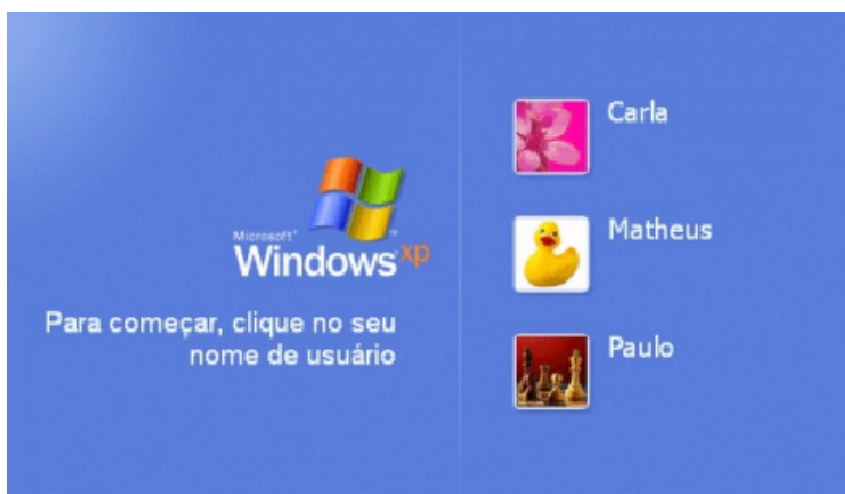 Microsoft
Windows xp
Para começar, clique no seu
nome de usuário
Carla
Matheus
Paulo